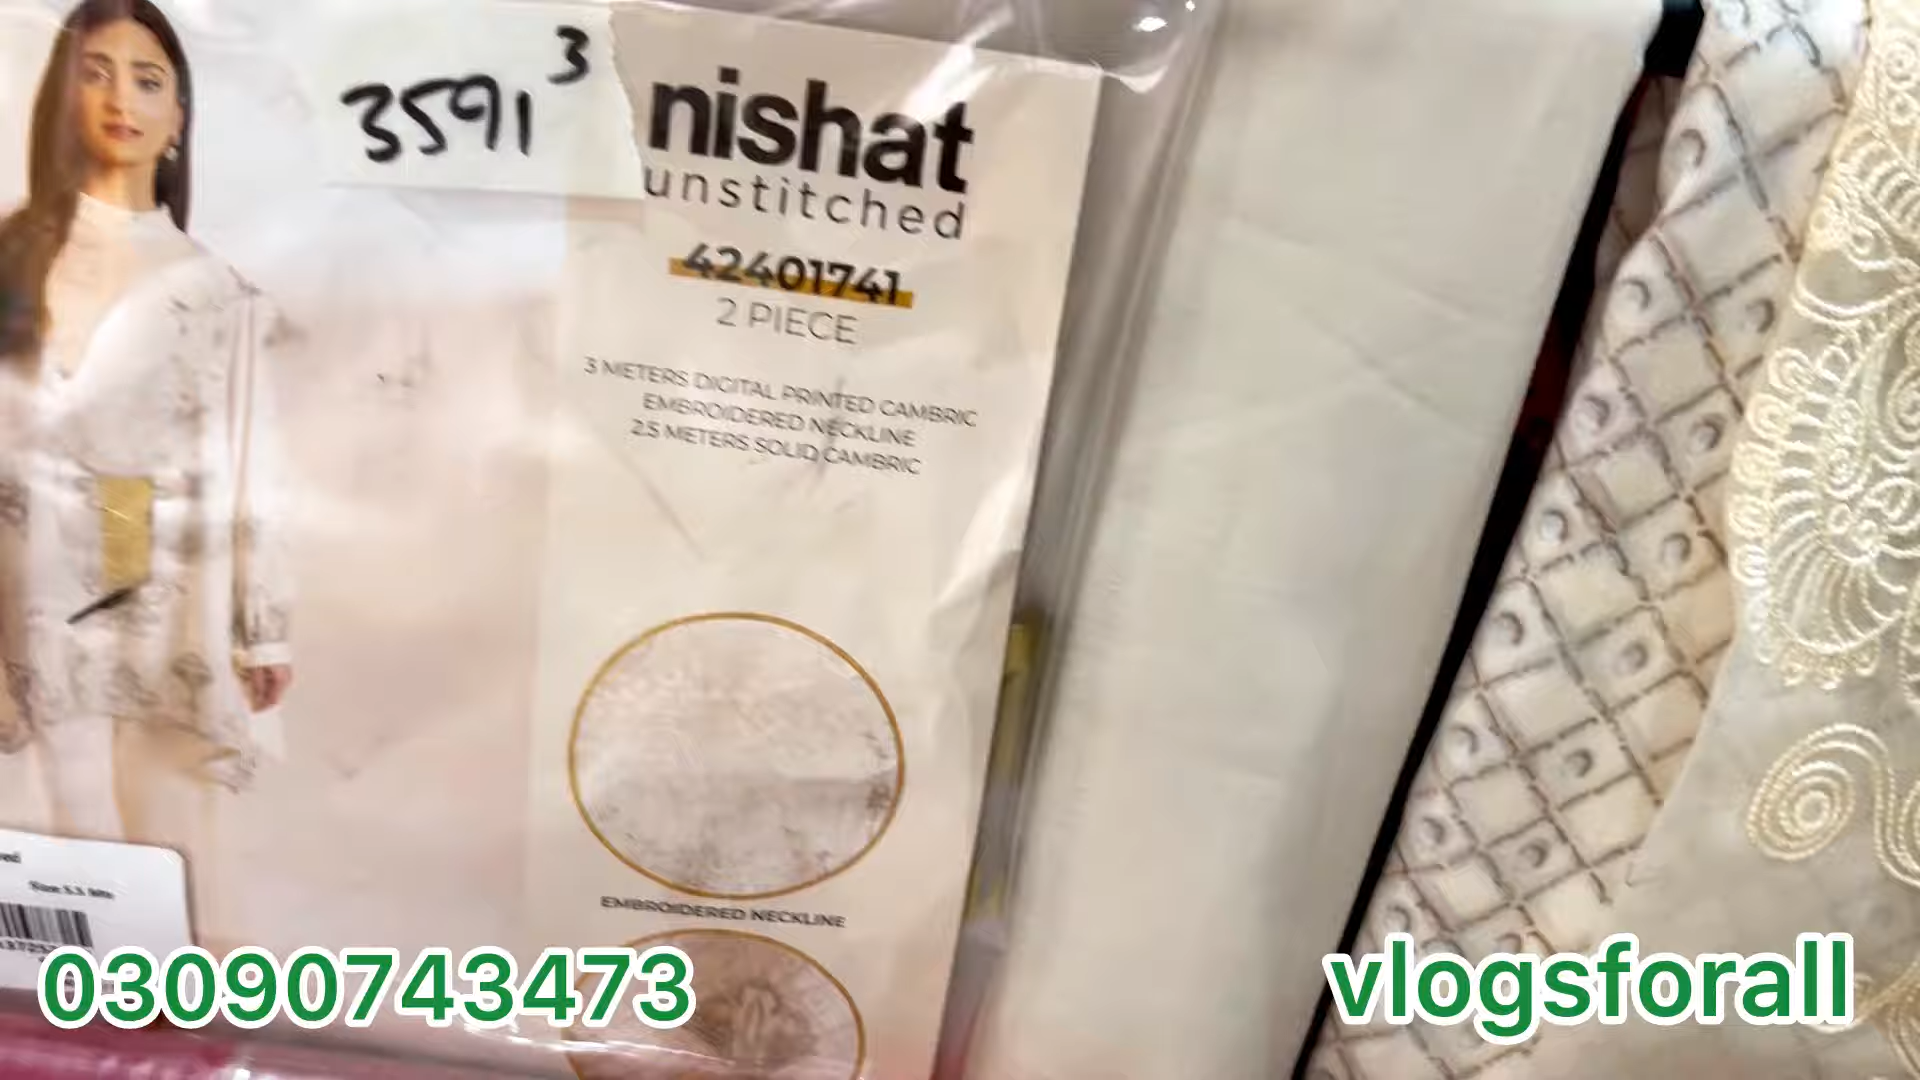 3591 3
nishat
unstitched
42401741
2 PIECE
3 METERS DIGITAL PRINTED CAMBRIC
EMBROIDERED NECKLINE
2.5 METERS SOLID CAMBRIC
EMBROIDERED NECKLINE
03090743473
vlogsforall